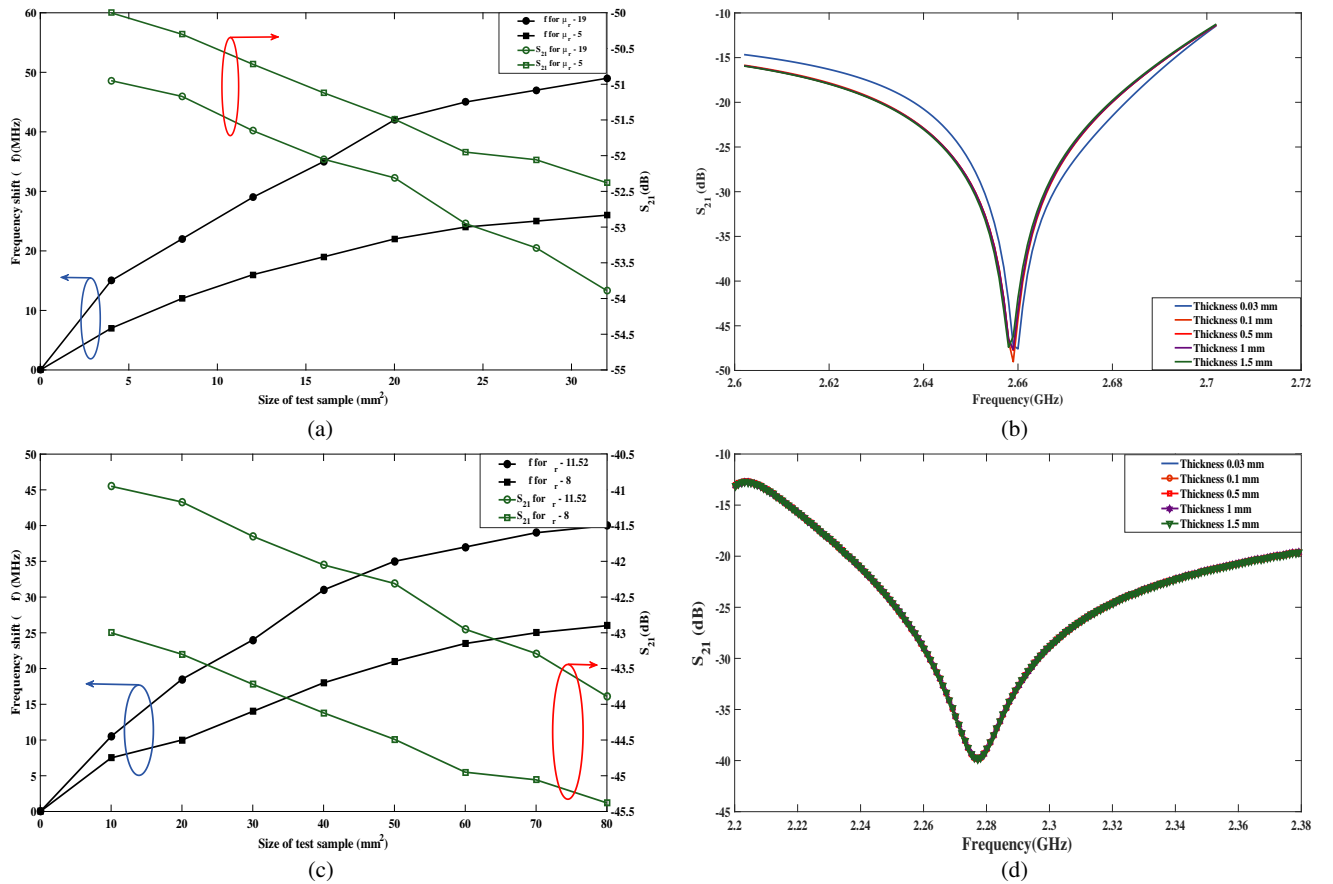 60
50
40
30
20
10
0
Frequency shift ( f) (MHz)
0 5 10 15 20 25 30
Size of test sample (mm²)
-50
-50.5
-51
-51.5
-52
-52.5
-53
-53.5
-54
-54.5
-55
S₂₁(dB)
f for μᵣ - 19
f for μᵣ - 5
S₂₁ for μᵣ - 19
S₂₁ for μᵣ - 5
(a)
-10
-15
-20
-25
-30
-35
-40
-45
-50
S₂₁ (dB)
2.6 2.62 2.64 2.66 2.68 2.7 2.72
Frequency(GHz)
Thickness 0.03 mm
Thickness 0.1 mm
Thickness 0.5 mm
Thickness 1 mm
Thickness 1.5 mm
(b)
50
45
40
35
30
25
20
15
10
5
0
Frequency shift ( f) (MHz)
0 10 20 30 40 50 60 70 80
Size of test sample (mm²)
-40.5
-41
-41.5
-42
-42.5
-43
-43.5
-44
-44.5
-45
-45.5
S₂₁(dB)
f for ᵣ - 11.52
f for ᵣ - 8
S₂₁ for ᵣ - 11.52
S₂₁ for ᵣ - 8
(c)
-10
-15
-20
-25
-30
-35
-40
-45
S₂₁ (dB)
2.2 2.22 2.24 2.26 2.28 2.3 2.32 2.34 2.36 2.38
Frequency(GHz)
Thickness 0.03 mm
Thickness 0.1 mm
Thickness 0.5 mm
Thickness 1 mm
Thickness 1.5 mm
(d)